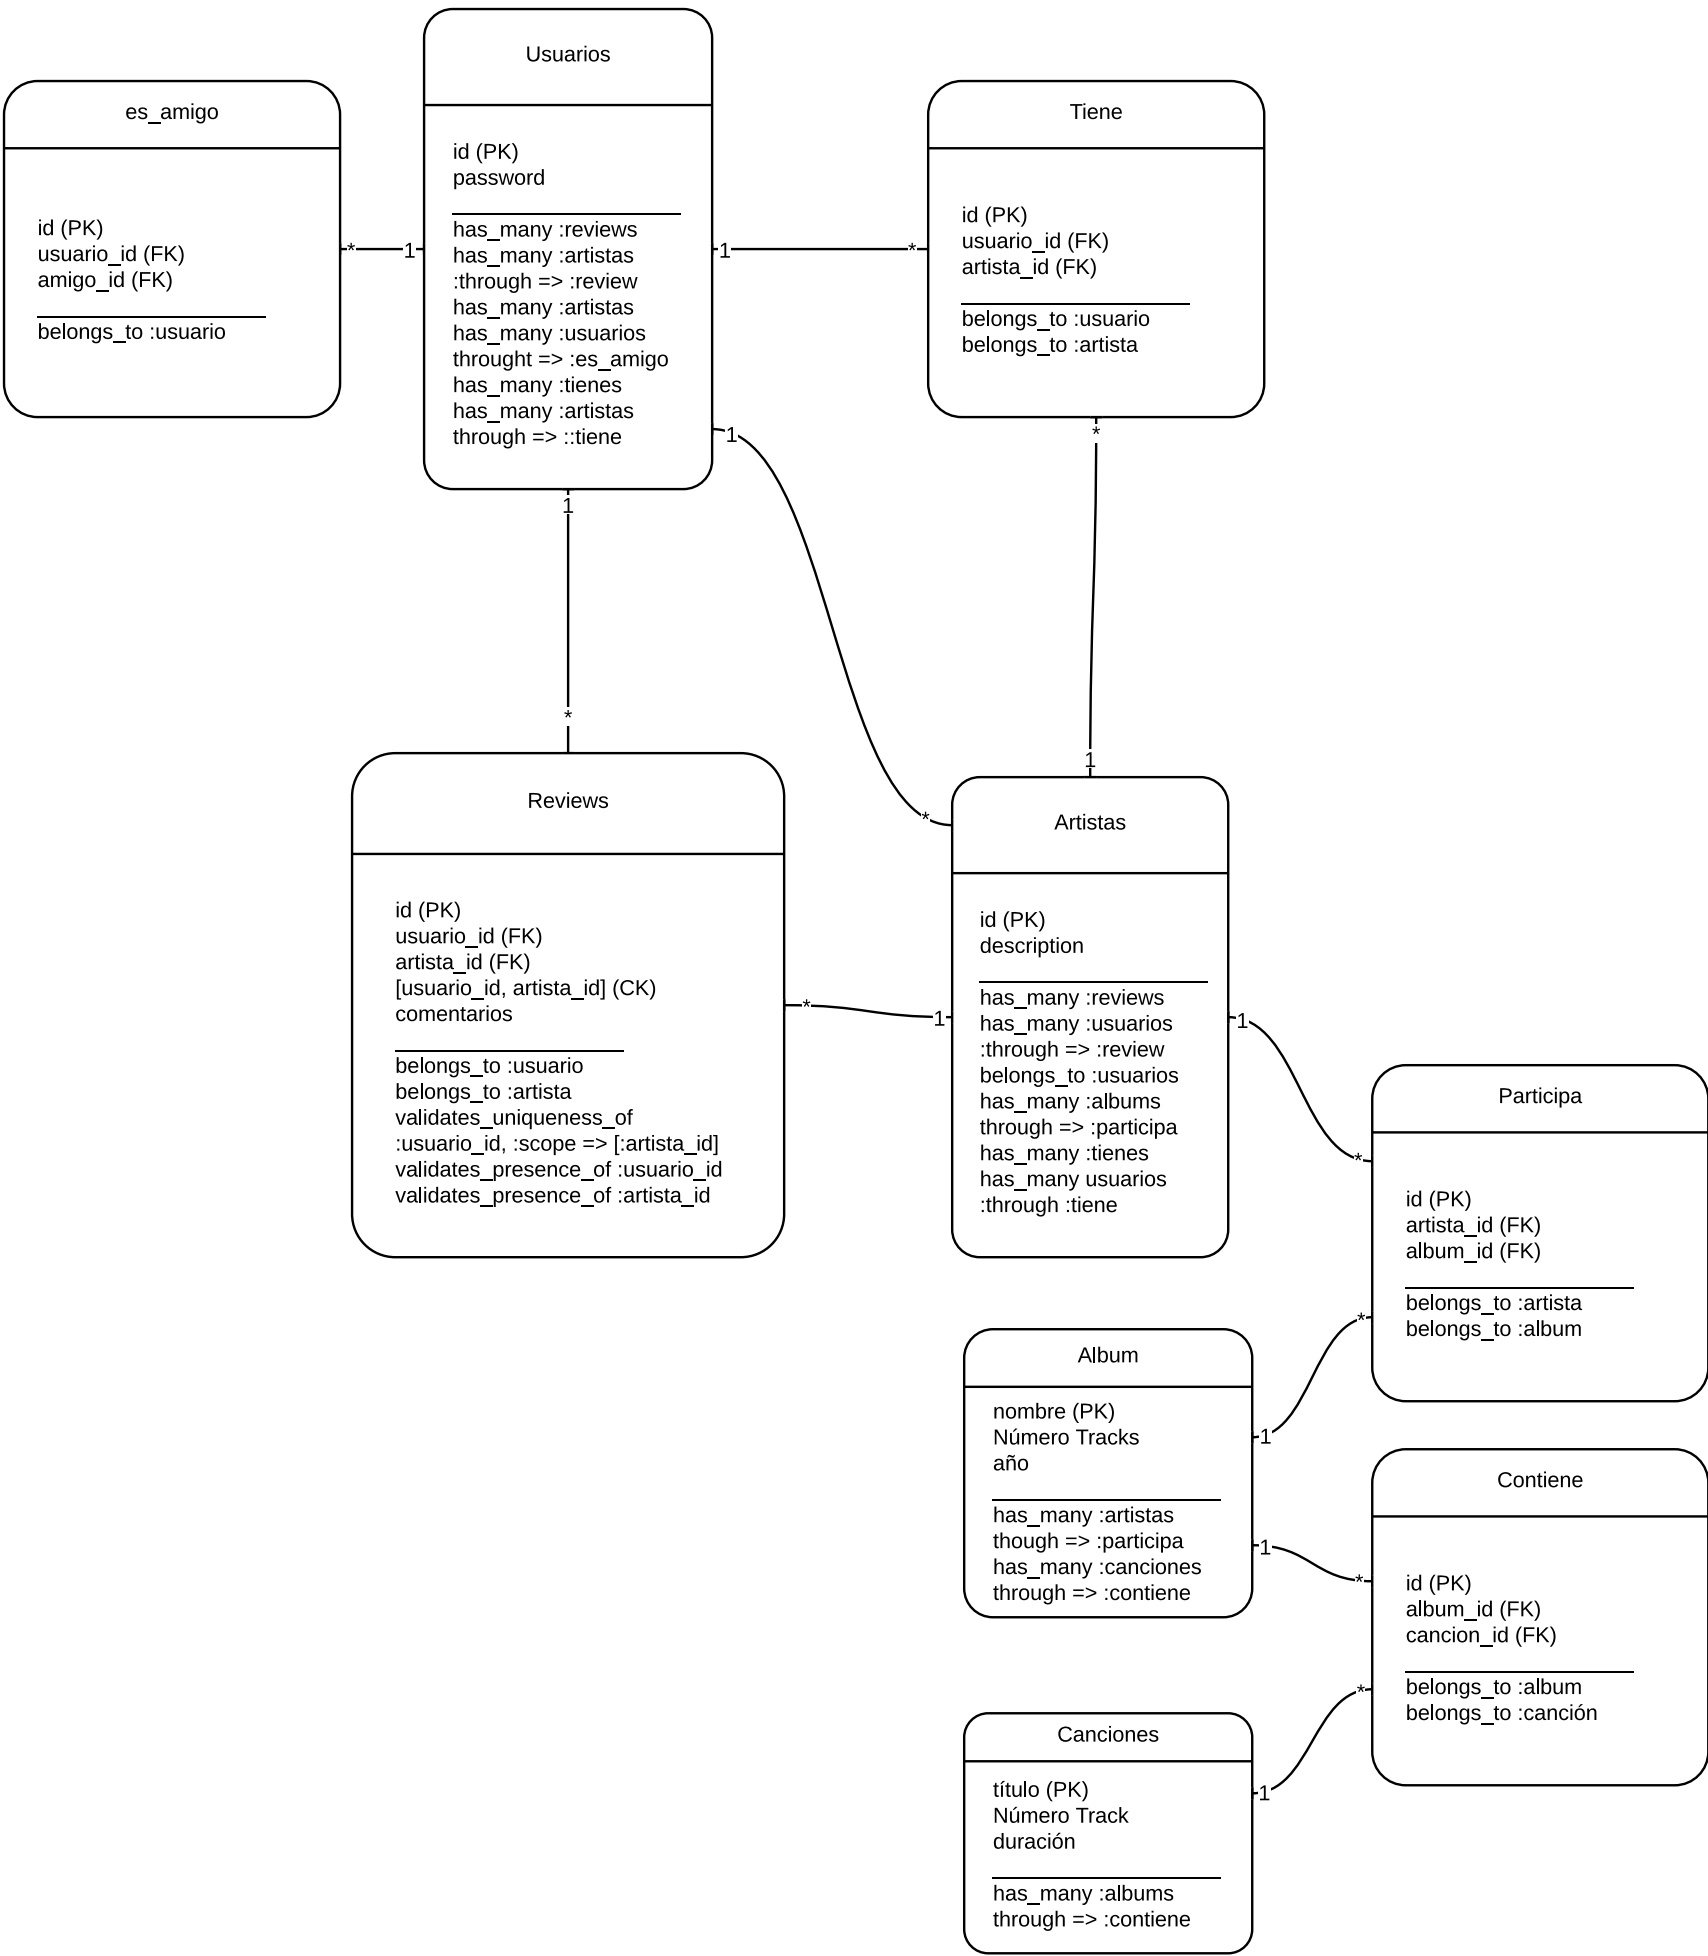 Usuarios
id (PK)
password
has_many :reviews
has_many :artistas
:through => :review
has_many :artistas
has_many :usuarios
throught => :es_amigo
has_many :tienes
has_many :artistas
through => ::tiene
es_amigo
id (PK)
usuario_id (FK)
amigo_id (FK)
belongs_to :usuario
* 1
Tiene
id (PK)
usuario_id (FK)
artista_id (FK)
belongs_to :usuario
belongs_to :artista
1 *
1
*
1
*
*
1
Reviews
id (PK)
usuario_id (FK)
artista_id (FK)
[usuario_id, artista_id] (CK)
comentarios
belongs_to :usuario
belongs_to :artista
validates_uniqueness_of
:usuario_id, :scope => [:artista_id]
validates_presence_of :usuario_id
validates_presence_of :artista_id
* 1
Artistas
id (PK)
description
has_many :reviews
has_many :usuarios
:through => :review
belongs_to :usuarios
has_many :albums
through => :participa
has_many :tienes
has_many usuarios
:through :tiene
1
*
Participa
id (PK)
artista_id (FK)
album_id (FK)
belongs_to :artista
belongs_to :album
*
1
Album
nombre (PK)
Número Tracks
año
has_many :artistas
though => :participa
has_many :canciones
through => :contiene
1
*
Contiene
id (PK)
album_id (FK)
cancion_id (FK)
belongs_to :album
belongs_to :canción
*
1
Canciones
título (PK)
Número Track
duración
has_many :albums
through => :contiene